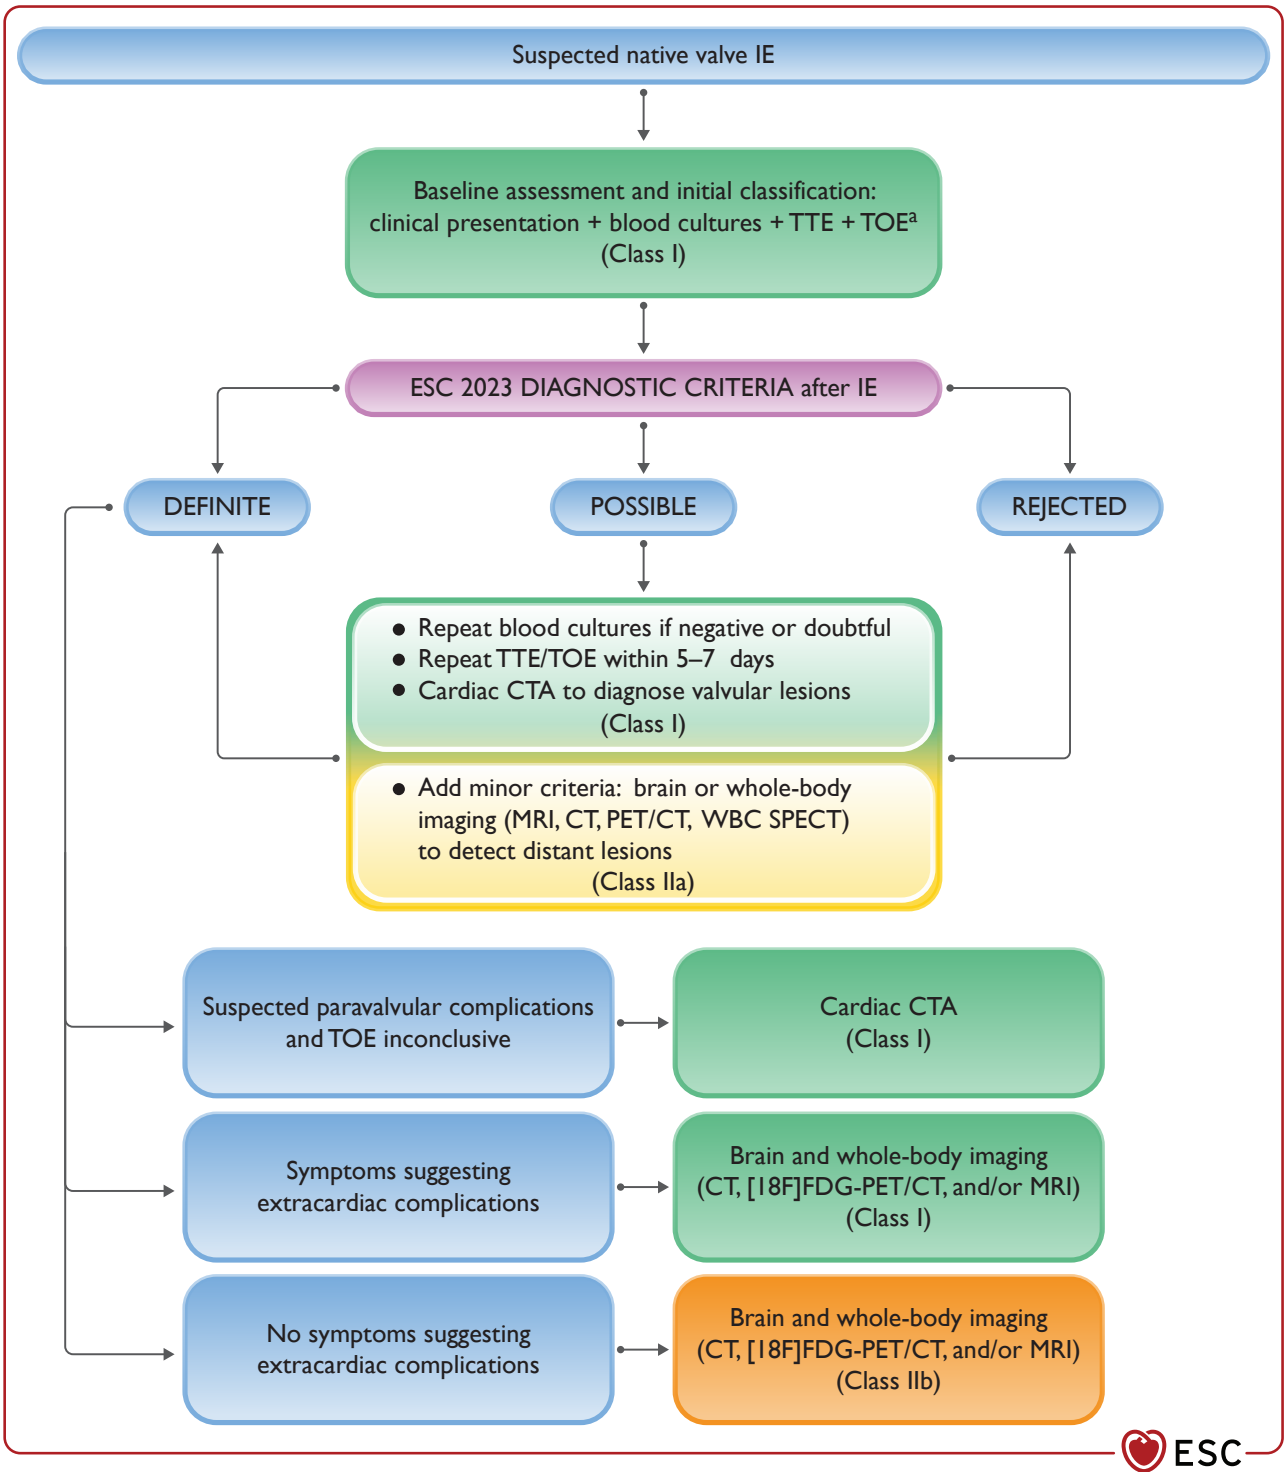 Suspected native valve IE
Baseline assessment and initial classification:
clinical presentation + blood cultures + TTE + TOEᵃ
(Class I)
ESC 2023 DIAGNOSTIC CRITERIA after IE
DEFINITE
POSSIBLE
REJECTED
● Repeat blood cultures if negative or doubtful
● Repeat TTE/TOE within 5–7 days
● Cardiac CTA to diagnose valvular lesions
(Class I)
● Add minor criteria: brain or whole-body
imaging (MRI, CT, PET/CT, WBC SPECT)
to detect distant lesions
(Class IIa)
Suspected paravalvular complications
and TOE inconclusive
Cardiac CTA
(Class I)
Symptoms suggesting
extracardiac complications
Brain and whole-body imaging
(CT, [18F]FDG-PET/CT, and/or MRI)
(Class I)
No symptoms suggesting
extracardiac complications
Brain and whole-body imaging
(CT, [18F]FDG-PET/CT, and/or MRI)
(Class IIb)
ESC